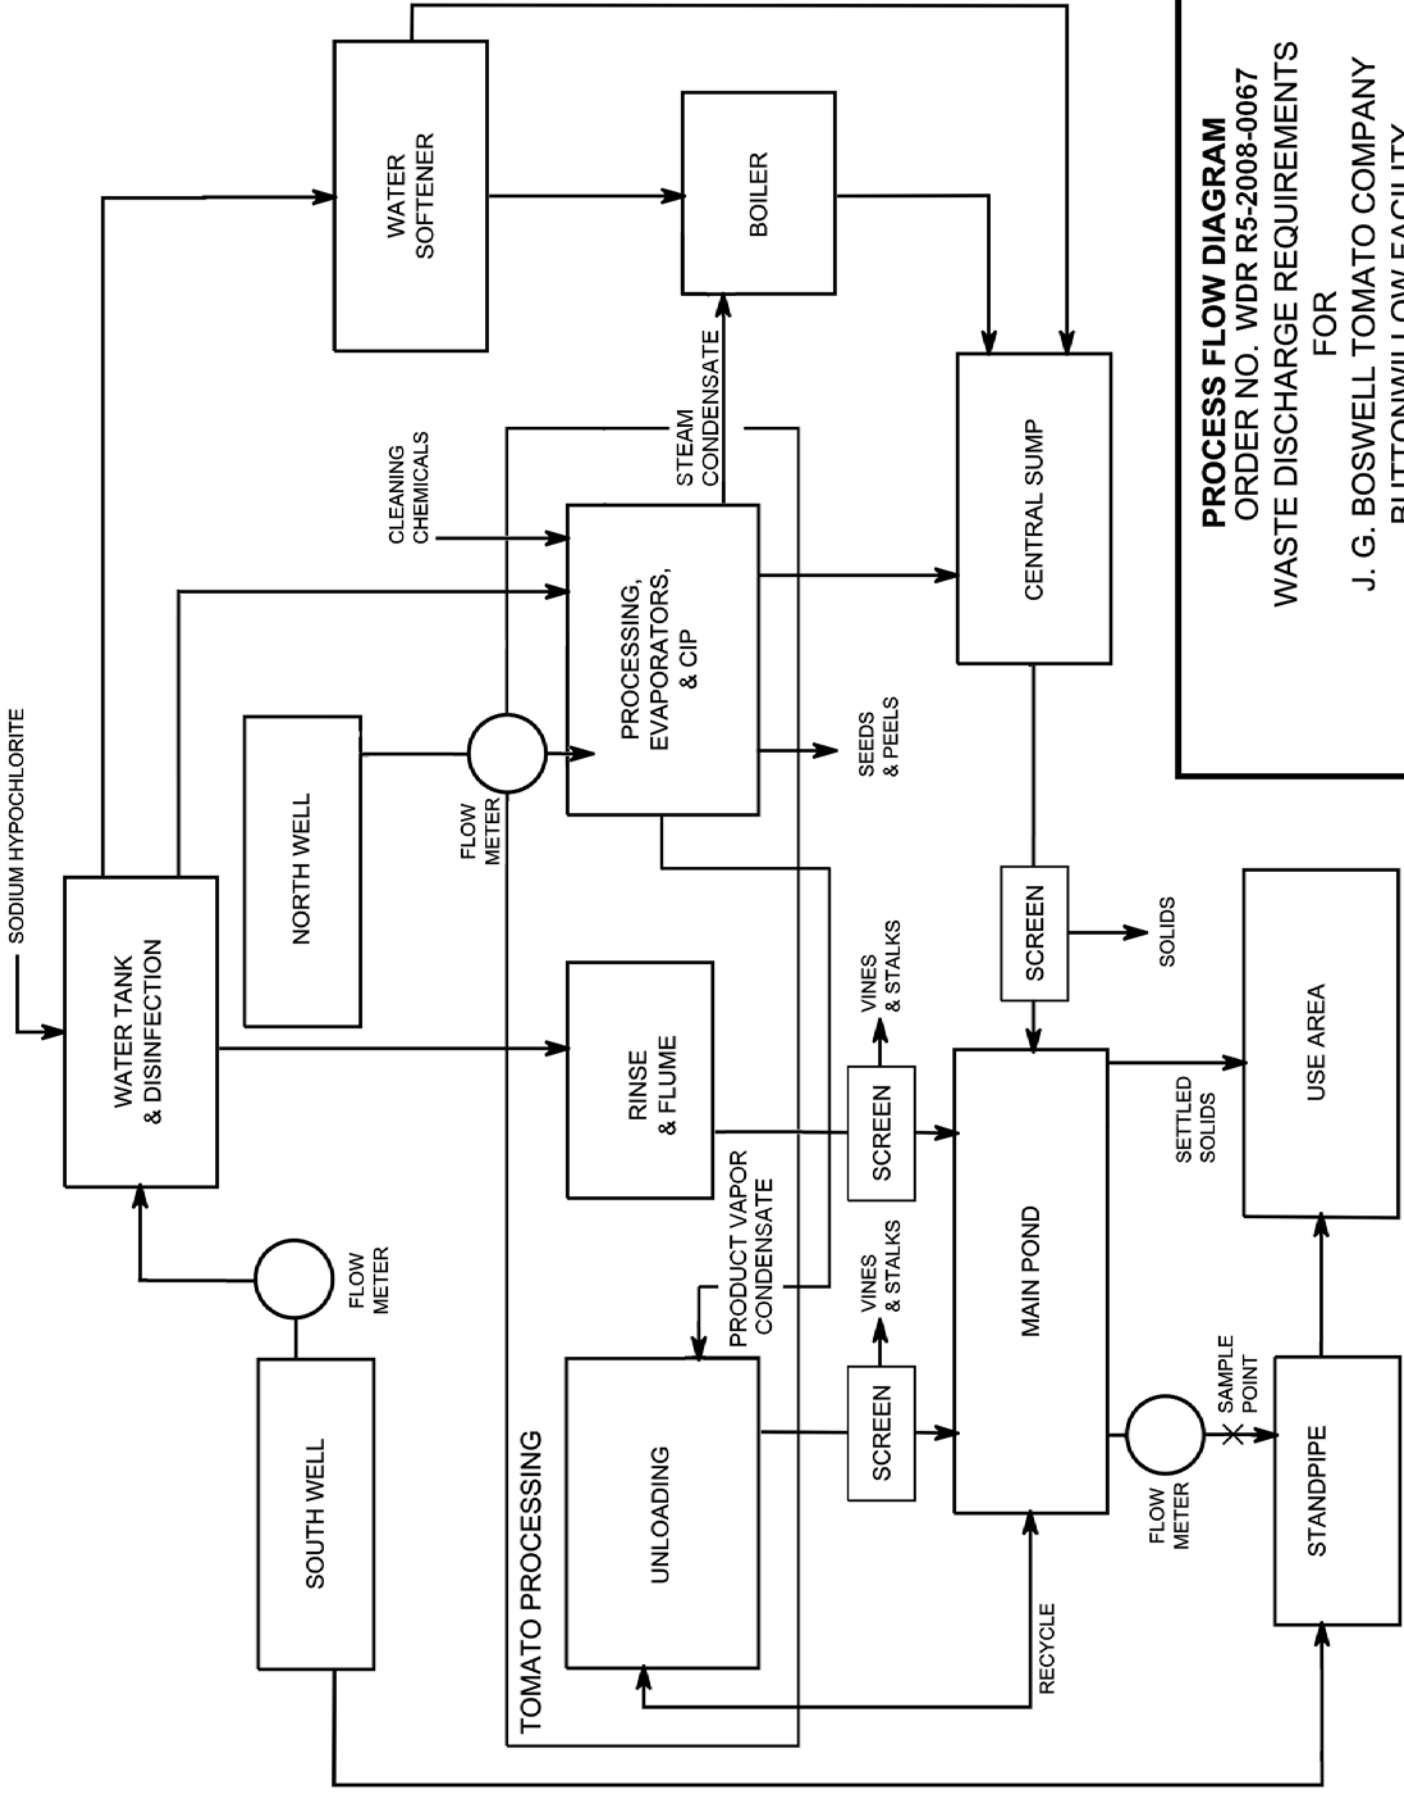 SODIUM HYPOCHLORITE
WATER TANK
& DISINFECTION
SOUTH WELL
FLOW
METER
NORTH WELL
WATER
SOFTENER
CLEANING
CHEMICALS
FLOW
METER
TOMATO PROCESSING
UNLOADING
RINSE
& FLUME
PROCESSING,
EVAPORATORS,
& CIP
STEAM
CONDENSATE
BOILER
PRODUCT VAPOR
CONDENSATE
SCREEN
VINES
& STALKS
SCREEN
VINES
& STALKS
SEEDS
& PEELS
RECYCLE
MAIN POND
SCREEN
SOLIDS
CENTRAL SUMP
FLOW
METER
SAMPLE
POINT
SETTLED
SOLIDS
STANDPIPE
USE AREA
PROCESS FLOW DIAGRAM
ORDER NO. WDR R5-2008-0067
WASTE DISCHARGE REQUIREMENTS
FOR
J. G. BOSWELL TOMATO COMPANY
BUTTONWILLOW FACILITY